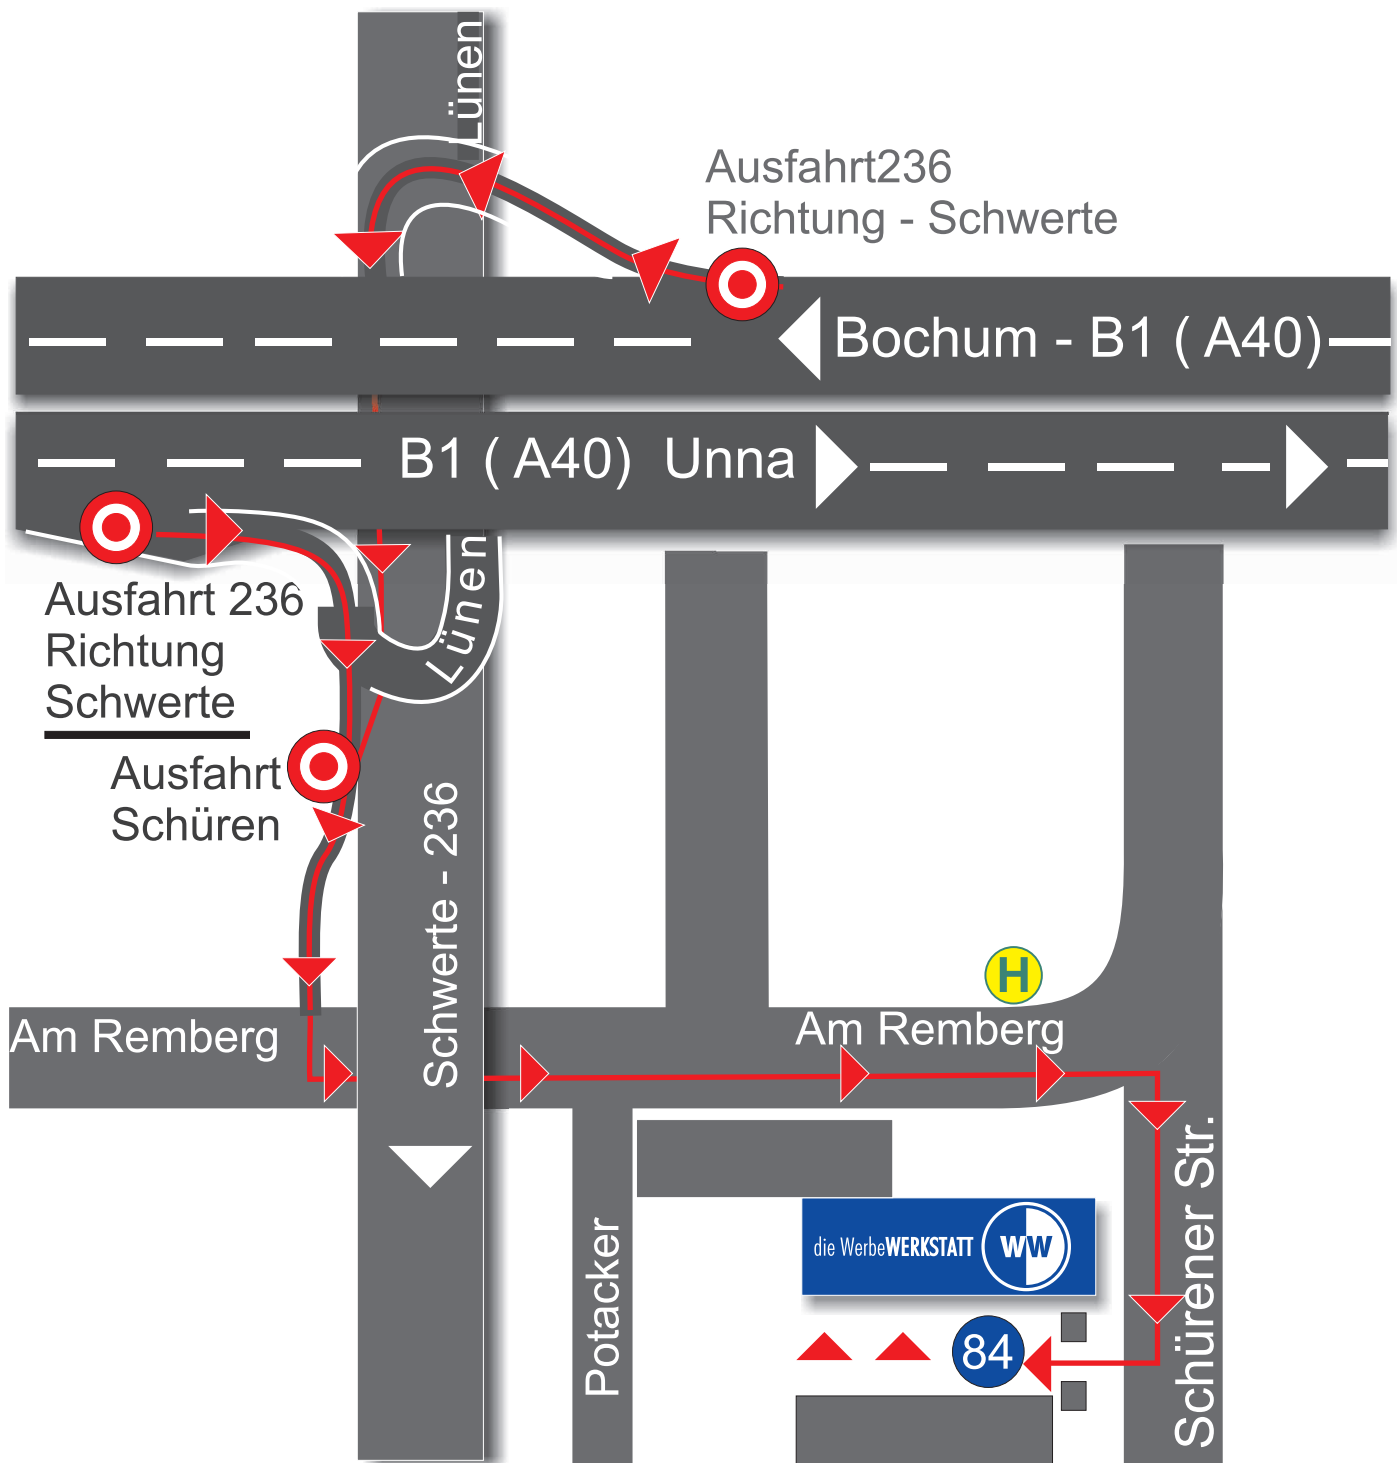 Lünen
Ausfahrt236
Richtung - Schwerte
Bochum - B1 ( A40)
B1 ( A40) Unna
Lünen
Ausfahrt 236
Richtung
Schwerte
Ausfahrt
Schüren
Schwerte - 236
H
Am Remberg
Am Remberg
Schürener Str.
Potacker
die WerbeWERKSTATT WW
84